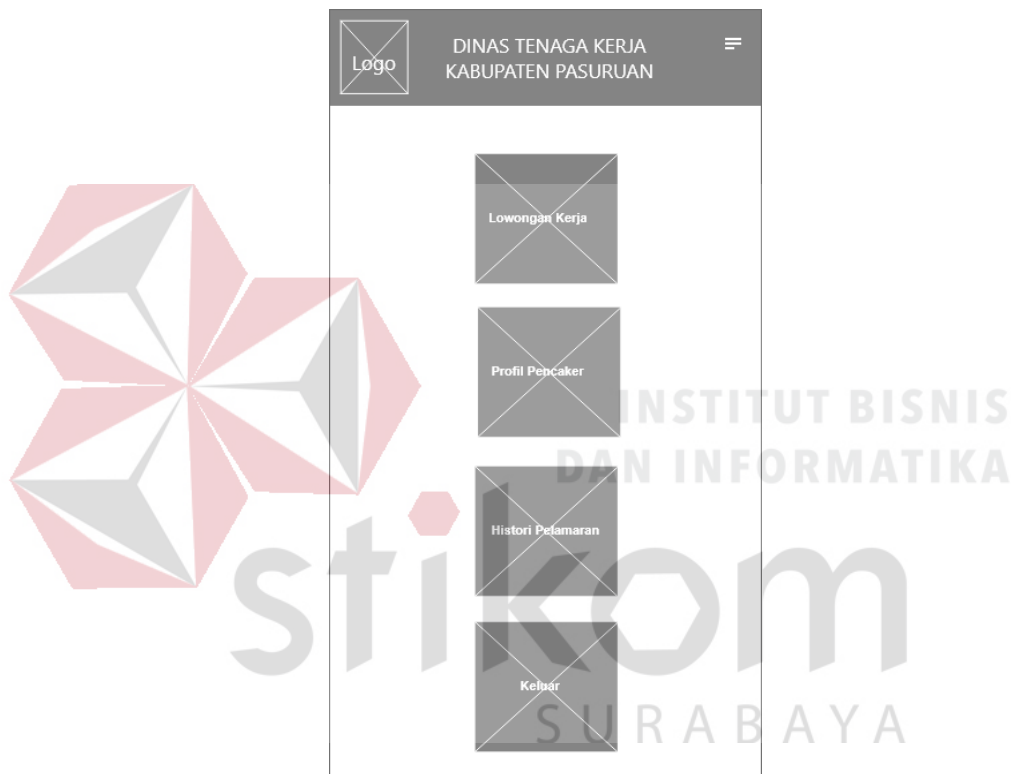 Logo
DINAS TENAGA KERJA
KABUPATEN PASURUAN
Lowongan Kerja
Profil Pencaker
INSTITUT BISNIS
DAN INFORMATIKA
Histori Pelamaran
stikom
Keluar
SURABAYA